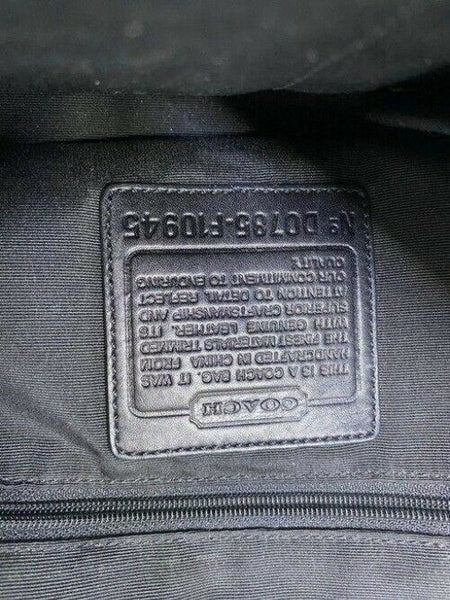 COACH
THIS IS A COACH BAG. IT WAS
HANDCRAFTED IN CHINA FROM
THE FINEST MATERIALS TRIMMED
WITH GENUINE LEATHER. ITS
SUPERIOR CRAFTSMANSHIP AND
ATTENTION TO DETAIL REFLECT
OUR COMMITMENT TO ENDURING
QUALITY.
Nº D0785-F10945